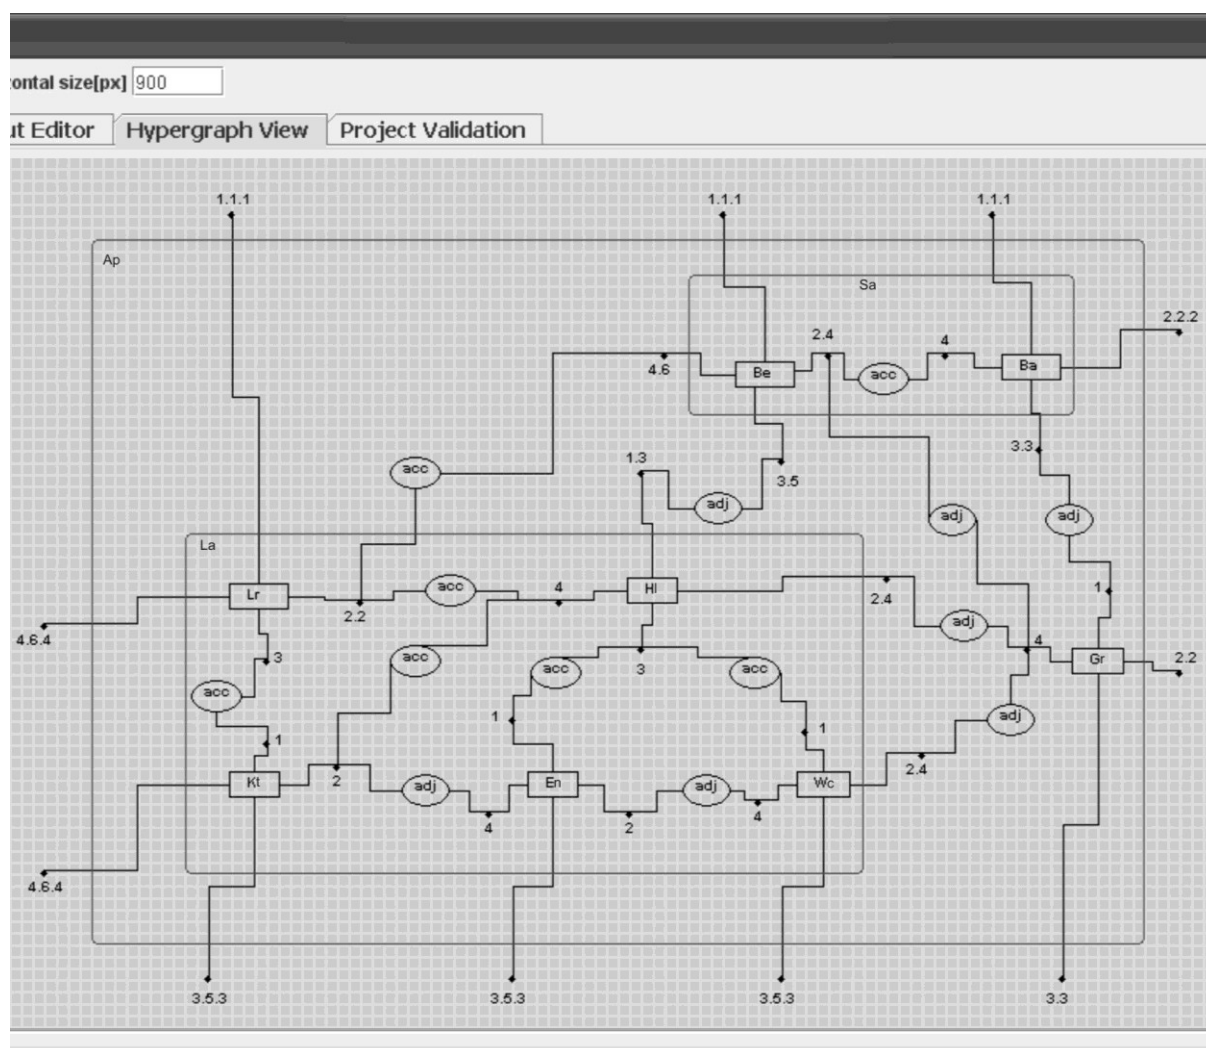 ontal size[px] 900
ut Editor Hypergraph View Project Validation
1.1.1 1.1.1 1.1.1
Ap
Sa
2.2.2
2.4 4
4.6 Be acc Ba
3.3
1.3
acc
3.5
adj adj adj
La
acc 4 Hl 1
Lr
2.2 2.4
4.6.4 adj 4
3 acc acc 3 acc Gr 2.2
acc
1 adj
1 1
2.4
Kt 2 adj En adj Wc
4 2 4
4.6.4
3.5.3 3.5.3 3.5.3 3.3